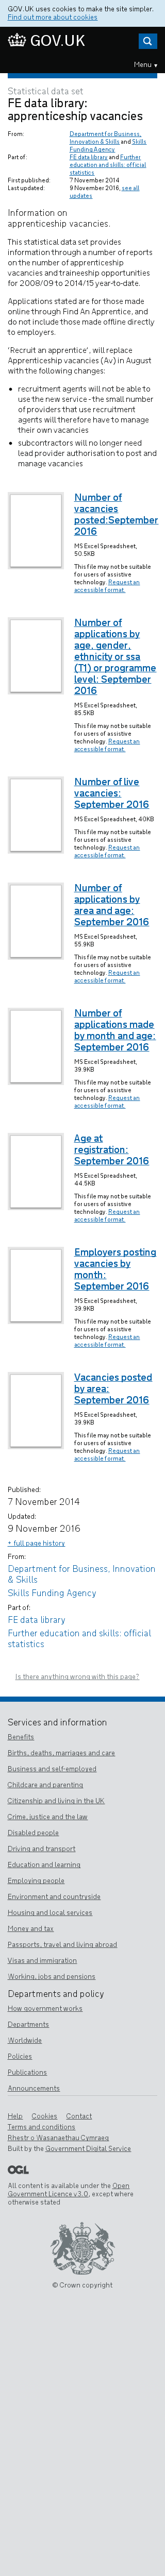 GOV.UK uses cookies to make the site simpler.
Find out more about cookies
GOV.UK
Menu ▾
Statistical data set
FE data library:
apprenticeship vacancies
From: Department for Business,
Innovation & Skills and Skills
Funding Agency
Part of: FE data library and Further
education and skills: official
statistics
First published: 7 November 2014
Last updated: 9 November 2016, see all
updates
Information on
apprenticeship vacancies.
This statistical data set provides
a breakdown of the number of
apprenticeship vacancies
for 2009/10 to 2014/15 year to date.
Applications started are only those
online through Find An Apprentice, and
do not include those made offline directly
by employers.
'Recruit an apprentice', will replace
Apprenticeship vacancies (Av) in August
with the following changes:
• recruitment agents will not be able to
use the new service - the small number
of providers that use recruitment
agents will therefore have to manage
their own vacancies
• subcontractors will no longer need
lead provider authorisation to post and
manage vacancies
Number of
vacancies
posted:September
2016
MS Excel Spreadsheet,
50.5KB
This file may not be suitable
for users of assistive
technology. Request an
accessible format.
Number of
applications by
age, gender,
ethnicity or ssa
(T1) or programme
level: September
2016
MS Excel Spreadsheet,
85.5KB
This file may not be suitable
for users of assistive
technology. Request an
accessible format.
Number of live
vacancies:
September 2016
MS Excel Spreadsheet, 40KB
This file may not be suitable
for users of assistive
technology. Request an
accessible format.
Number of
applications by
area and age:
September 2016
MS Excel Spreadsheet,
55.9KB
This file may not be suitable
for users of assistive
technology. Request an
accessible format.
Number of
applications made
by month and age:
September 2016
MS Excel Spreadsheet,
39.9KB
This file may not be suitable
for users of assistive
technology. Request an
accessible format.
Age at
registration:
September 2016
MS Excel Spreadsheet,
44.5KB
This file may not be suitable
for users of assistive
technology. Request an
accessible format.
Employers posting
vacancies by
month:
September 2016
MS Excel Spreadsheet,
39.9KB
This file may not be suitable
for users of assistive
technology. Request an
accessible format.
Vacancies posted
by area:
September 2016
MS Excel Spreadsheet,
39.9KB
This file may not be suitable
for users of assistive
technology. Request an
accessible format.
Published:
7 November 2014
Updated:
9 November 2016
+ full page history
From:
Department for Business, Innovation
& Skills
Skills Funding Agency
Part of:
FE data library
Further education and skills: official
statistics
Is there anything wrong with this page?
Services and information
Benefits
Births, deaths, marriages and care
Business and self-employed
Childcare and parenting
Citizenship and living in the UK
Crime, justice and the law
Disabled people
Driving and transport
Education and learning
Employing people
Environment and countryside
Housing and local services
Money and tax
Passports, travel and living abroad
Visas and immigration
Working, jobs and pensions
Departments and policy
How government works
Departments
Worldwide
Policies
Publications
Announcements
Help Cookies Contact
Terms and conditions
Rhestr o Wasanaethau Cymraeg
Built by the Government Digital Service
OGL
All content is available under the Open
Government Licence v3.0, except where
otherwise stated
© Crown copyright